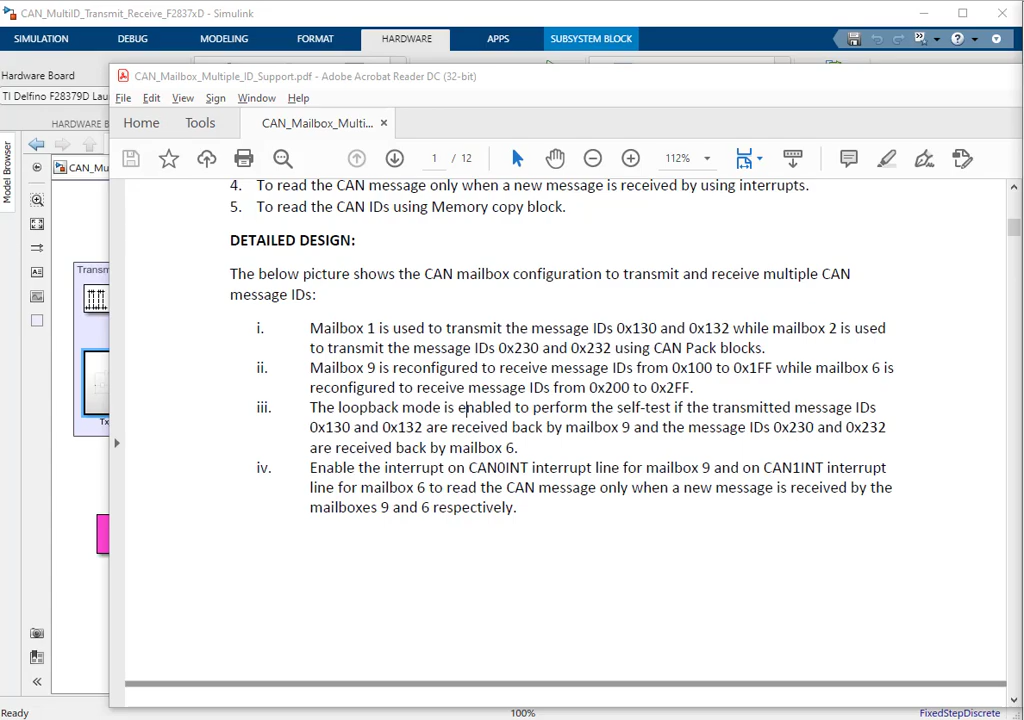 CAN_MultiID_Transmit_Receive_F2837xD - Simulink
SIMULATION DEBUG MODELING FORMAT HARDWARE APPS SUBSYSTEM BLOCK
Hardware Board
TI Delfino F28379D Lau
HARDWARE B
CAN_Mu
Model Browser
Transm
Tx
CAN_Mailbox_Multiple_ID_Support.pdf - Adobe Acrobat Reader DC (32-bit)
File Edit View Sign Window Help
Home Tools CAN_Mailbox_Multi... ×
1 / 12 112%
4. To read the CAN message only when a new message is received by using interrupts.
5. To read the CAN IDs using Memory copy block.
DETAILED DESIGN:
The below picture shows the CAN mailbox configuration to transmit and receive multiple CAN
message IDs:
i. Mailbox 1 is used to transmit the message IDs 0x130 and 0x132 while mailbox 2 is used
to transmit the message IDs 0x230 and 0x232 using CAN Pack blocks.
ii. Mailbox 9 is reconfigured to receive message IDs from 0x100 to 0x1FF while mailbox 6 is
reconfigured to receive message IDs from 0x200 to 0x2FF.
iii. The loopback mode is enabled to perform the self-test if the transmitted message IDs
0x130 and 0x132 are received back by mailbox 9 and the message IDs 0x230 and 0x232
are received back by mailbox 6.
iv. Enable the interrupt on CAN0INT interrupt line for mailbox 9 and on CAN1INT interrupt
line for mailbox 6 to read the CAN message only when a new message is received by the
mailboxes 9 and 6 respectively.
Ready 100% FixedStepDiscrete